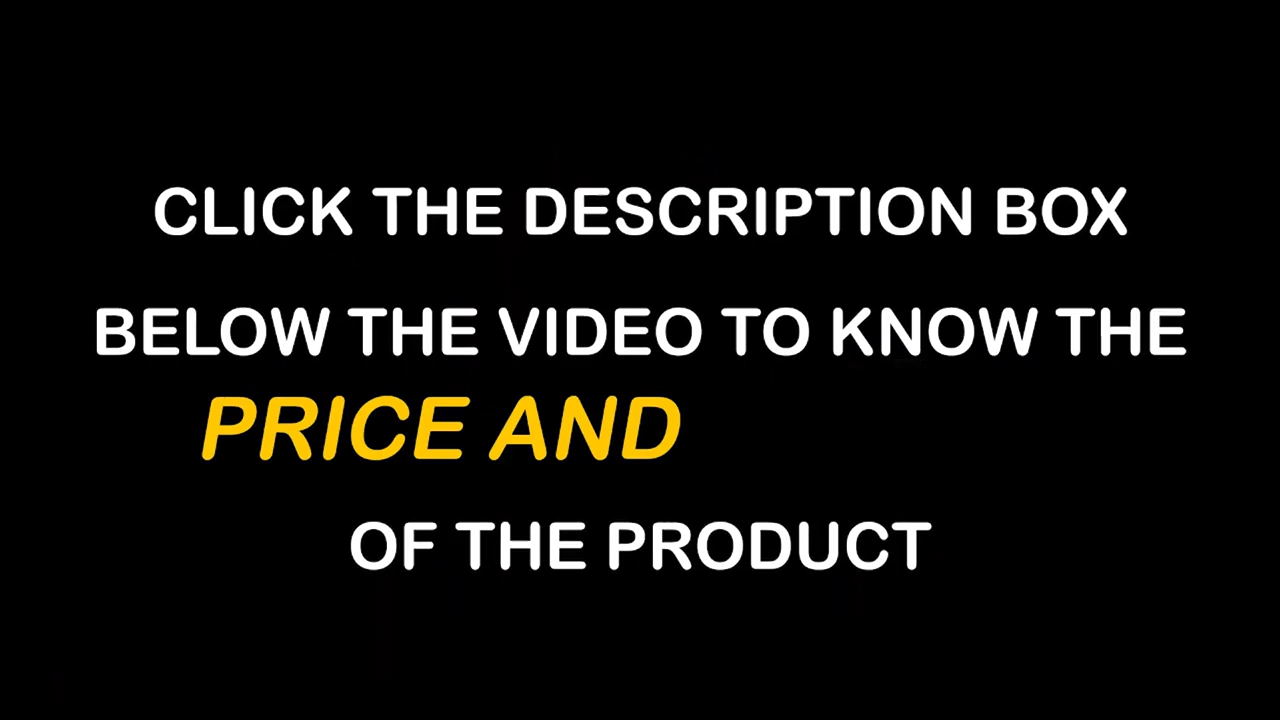 CLICK THE DESCRIPTION BOX
BELOW THE VIDEO TO KNOW THE
PRICE AND
OF THE PRODUCT